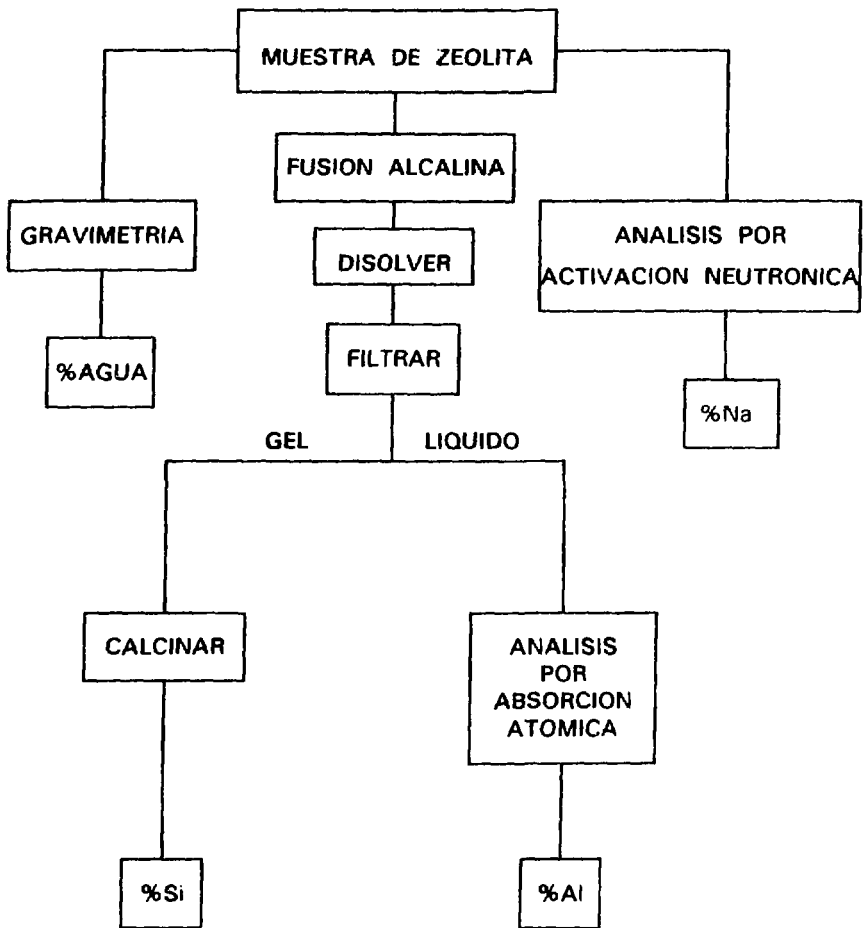 MUESTRA DE ZEOLITA
FUSION ALCALINA
GRAVIMETRIA
DISOLVER
ANALISIS POR
ACTIVACION NEUTRONICA
%AGUA
FILTRAR
%Na
GEL
LIQUIDO
CALCINAR
ANALISIS
POR
ABSORCION
ATOMICA
%Si
%Al